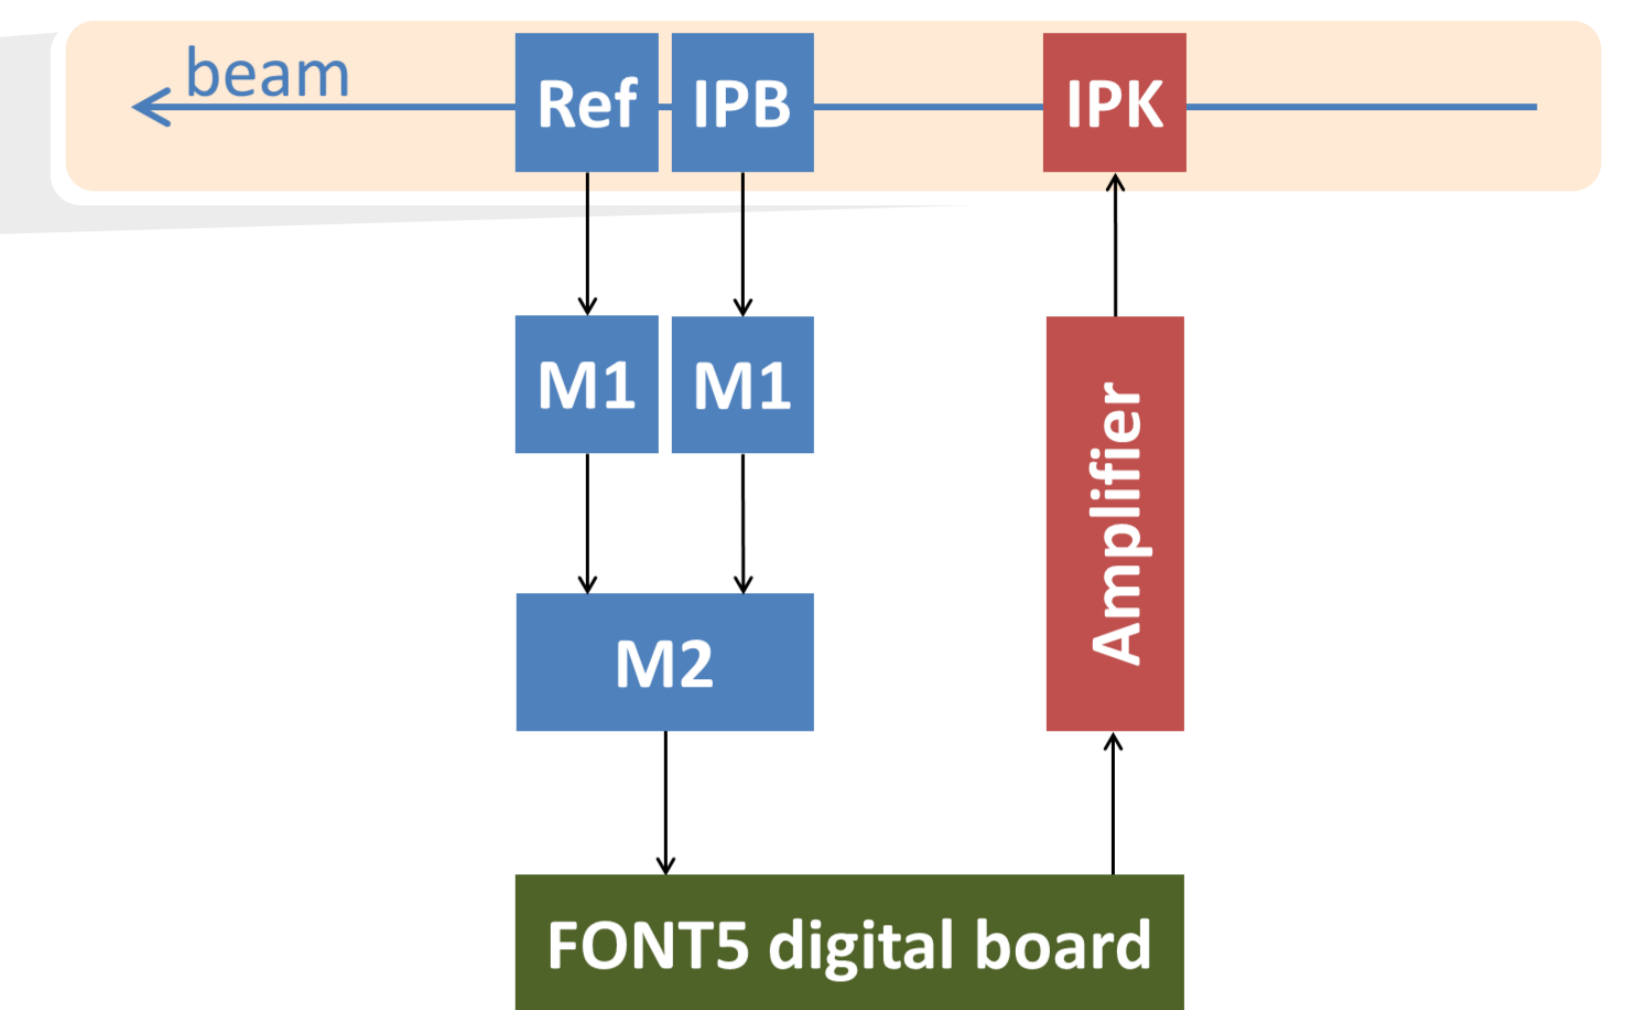 beam
Ref IPB IPK
M1 M1
Amplifier
M2
FONT5 digital board